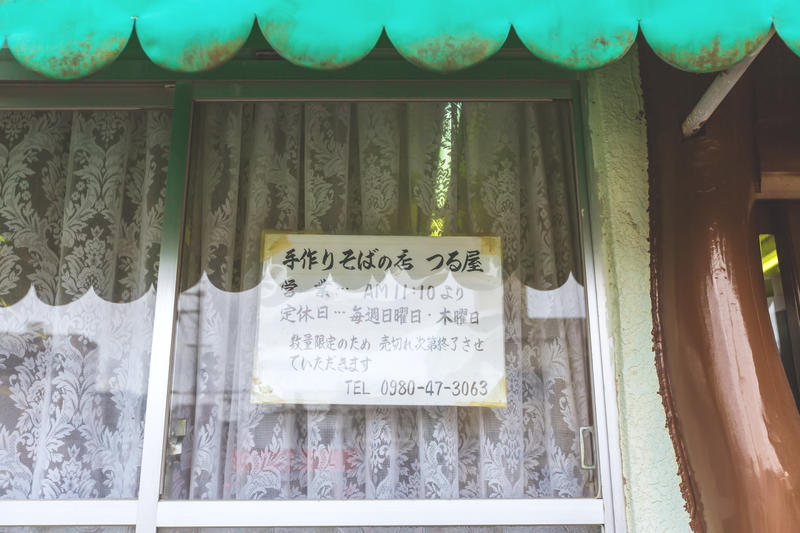 手作りそばの店 つる屋
営 業… AM11:10より
定休日…毎週日曜日・木曜日
数量限定のため 売切れ次第終了させ
ていただきます
TEL 0980-47-3063